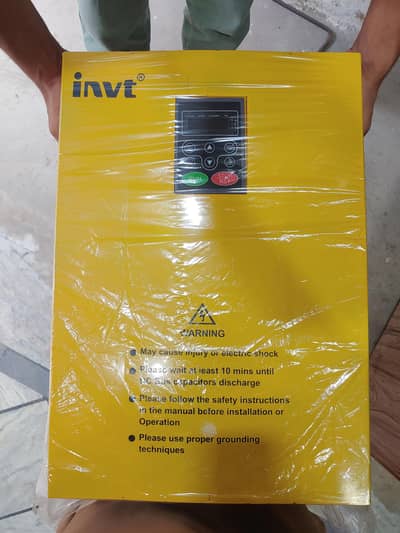 invt®
WARNING
May cause injury or electric shock
Please wait at least 10 mins until
DC Bus capacitors discharge
Please follow the safety instructions
in the manual before installation or
Operation
Please use proper grounding
techniques